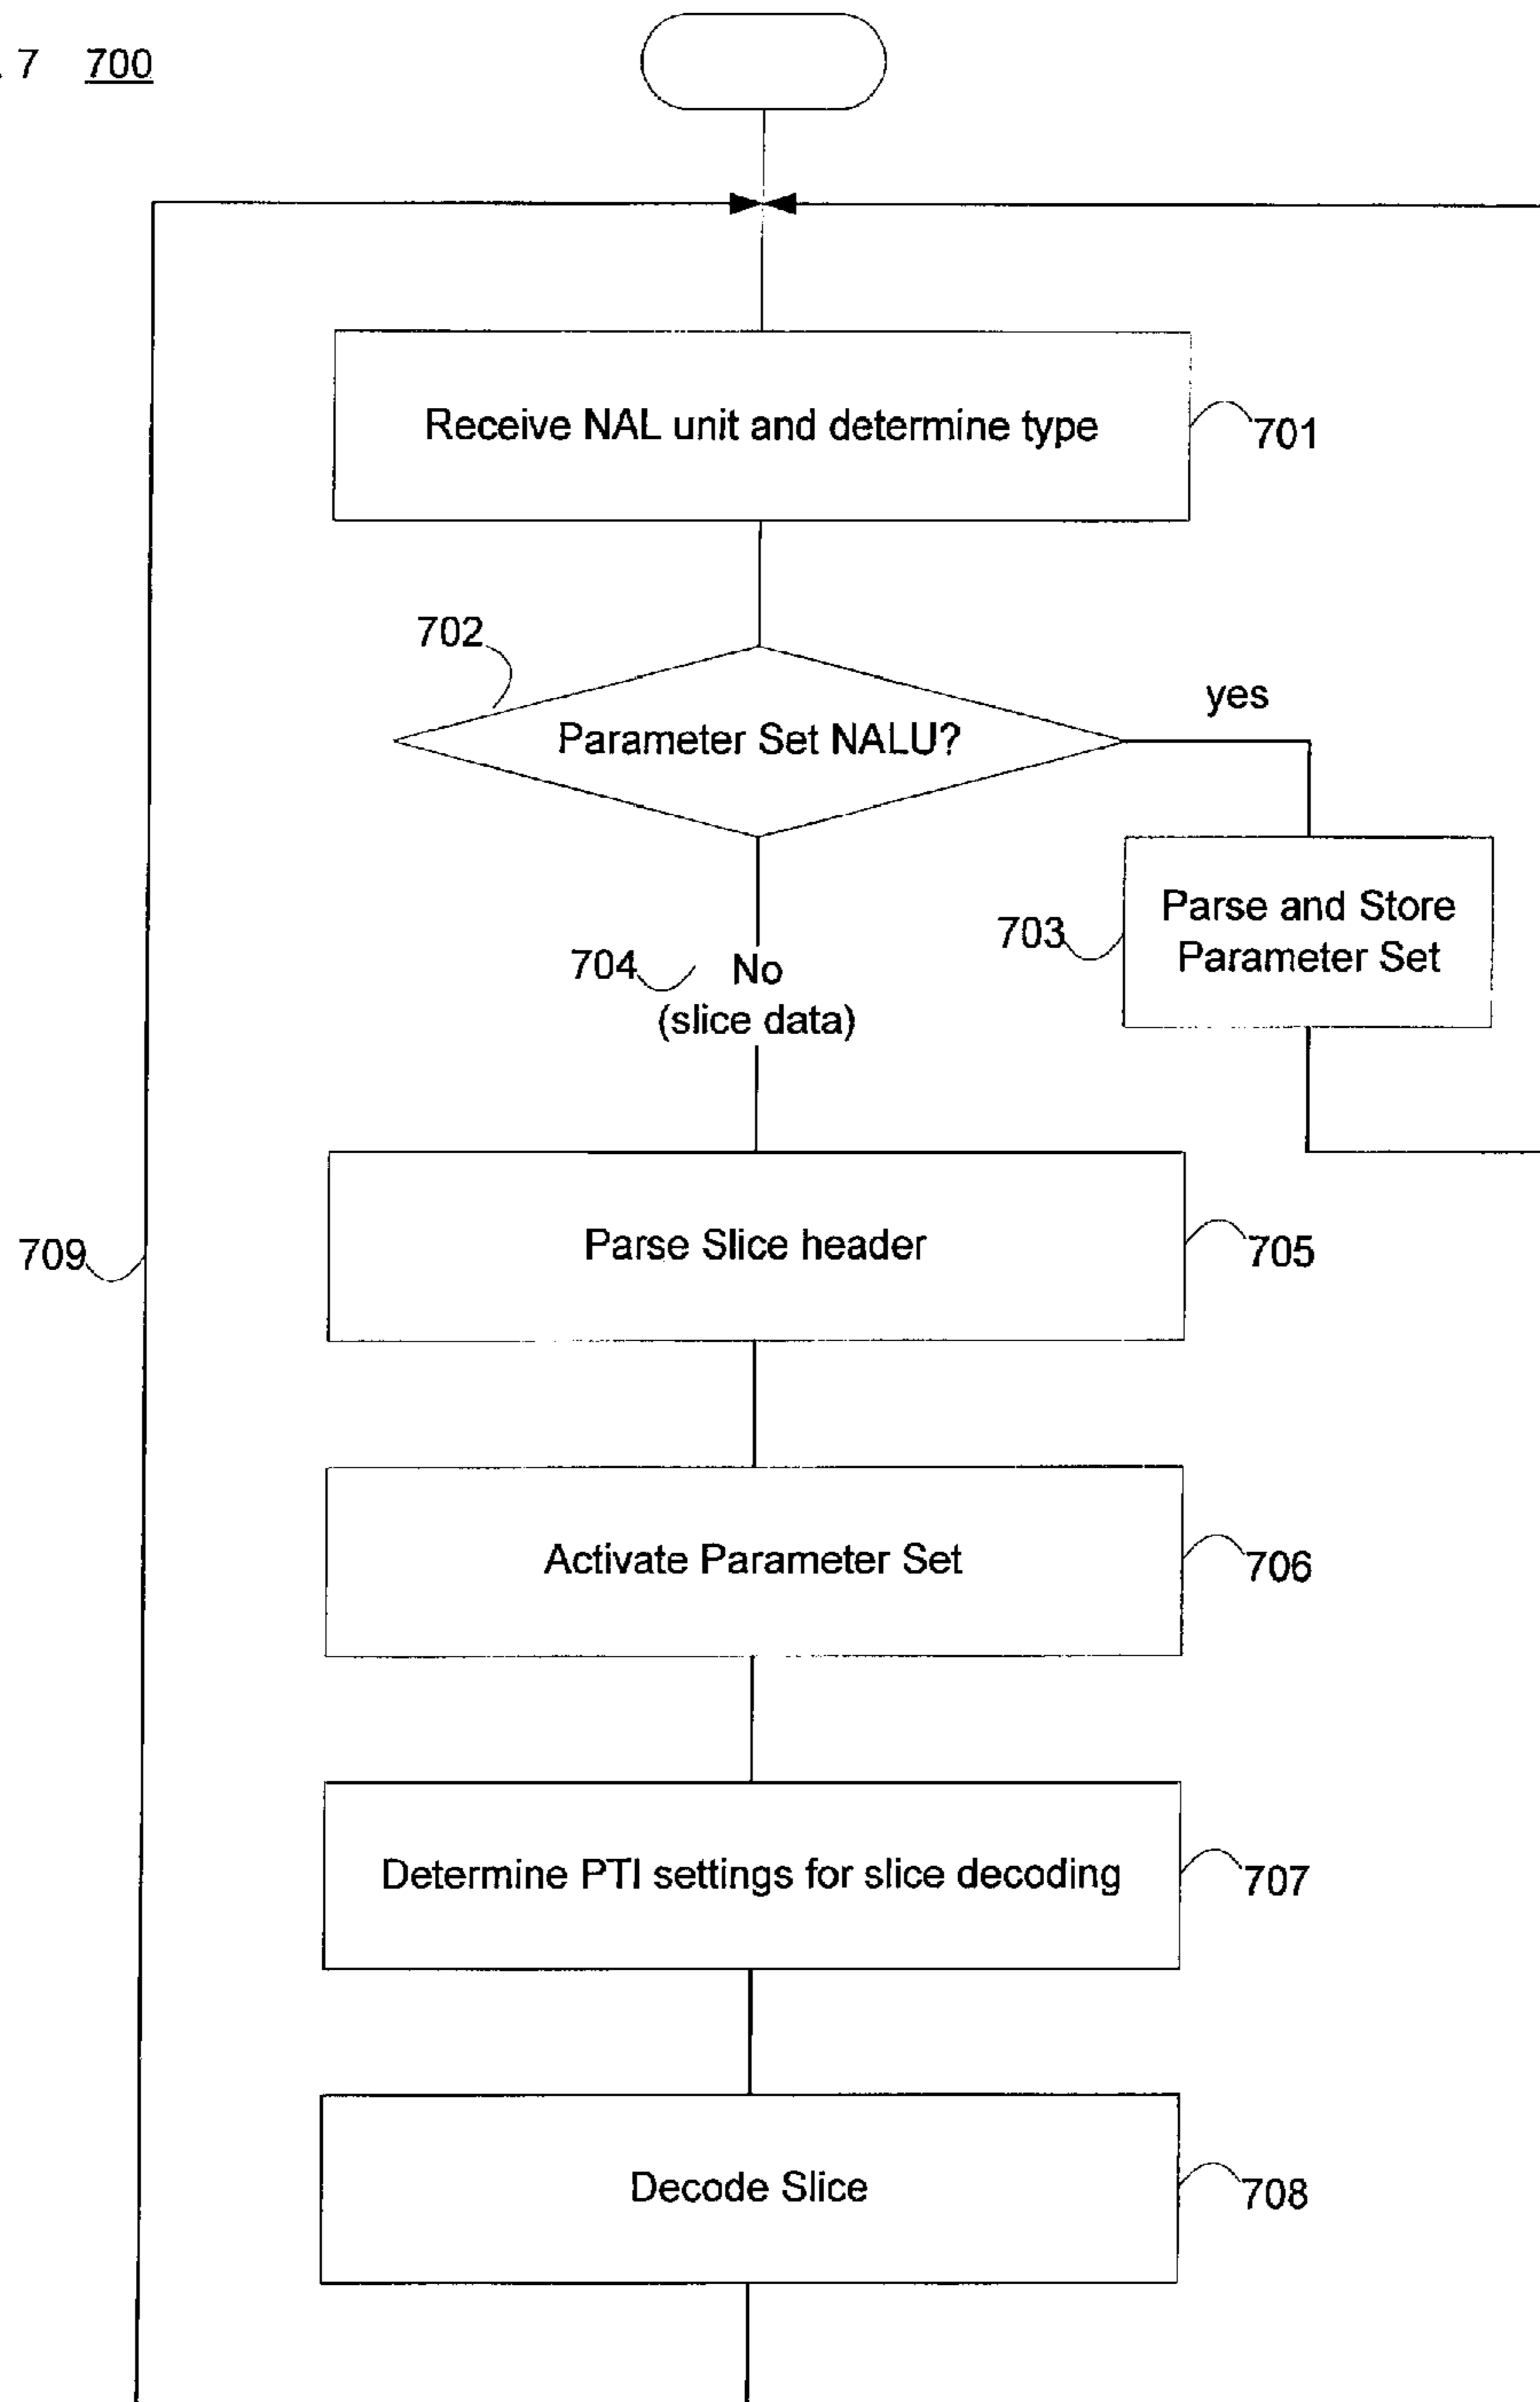 . 7 700
Receive NAL unit and determine type
701
702
Parameter Set NALU?
yes
Parse and Store
Parameter Set
703
704
No
(slice data)
Parse Slice header
705
709
Activate Parameter Set
706
Determine PTI settings for slice decoding
707
Decode Slice
708